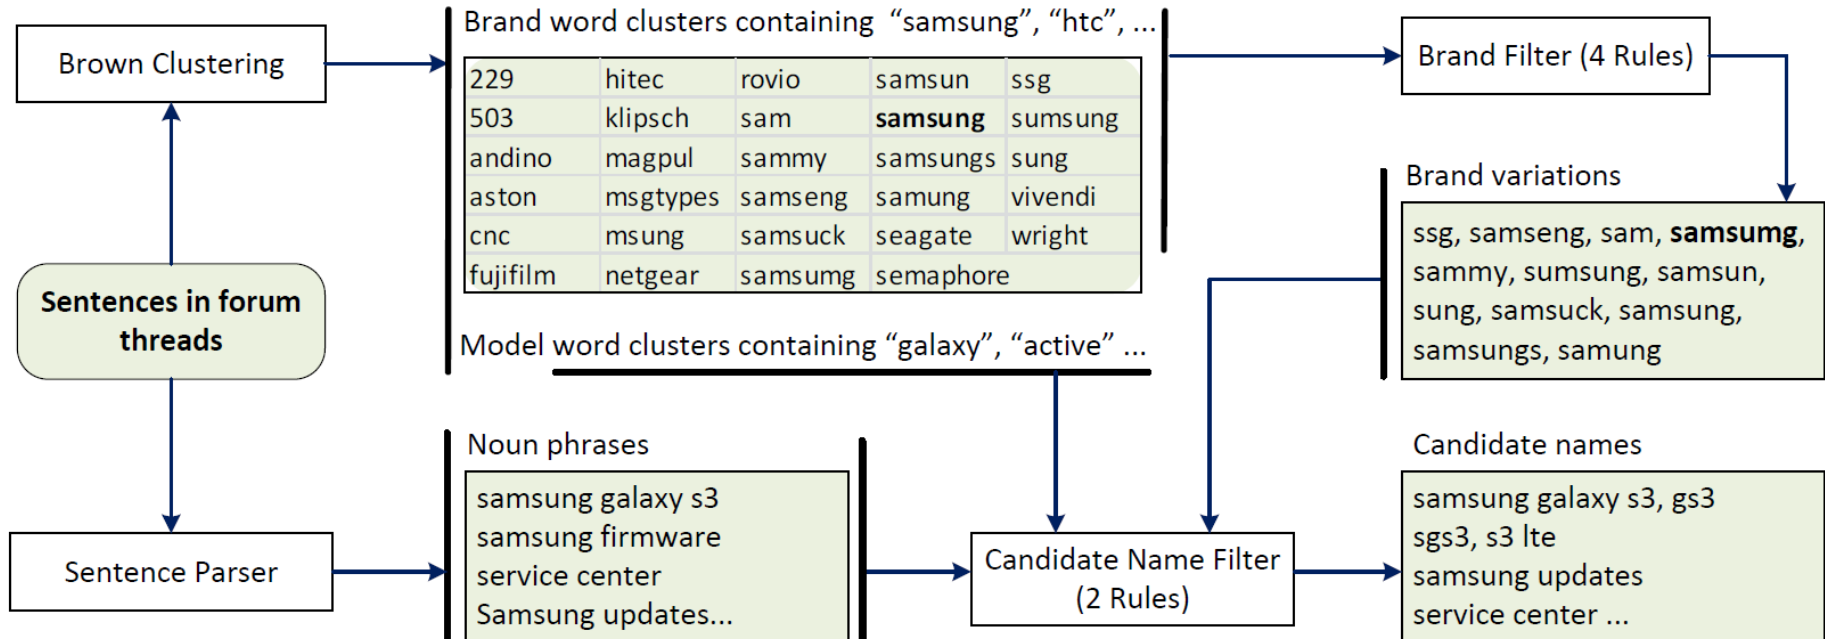 Brown Clustering
Brand word clusters containing “samsung”, “htc”, ...
229 hitec rovio samsun ssg
503 klipsch sam samsung sumsung
andino magpul sammy samsungs sung
aston msgtypes samseng samung vivendi
cnc msung samsuck seagate wright
fujifilm netgear samsumg semaphore
Brand Filter (4 Rules)
Brand variations
ssg, samseng, sam, samsumg,
sammy, sumsung, samsun,
sung, samsuck, samsung,
samsungs, samung
Sentences in forum
threads
Model word clusters containing “galaxy”, “active” ...
Sentence Parser
Noun phrases
samsung galaxy s3
samsung firmware
service center
Samsung updates...
Candidate Name Filter
(2 Rules)
Candidate names
samsung galaxy s3, gs3
sgs3, s3 lte
samsung updates
service center ...